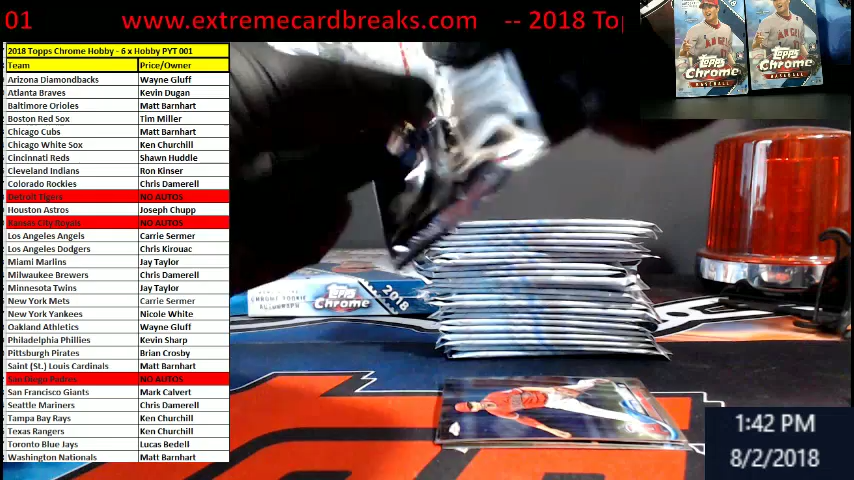 01 www.extremecardbreaks.com -- 2018 To
2018 Topps Chrome Hobby - 6 x Hobby PYT 001
Team Price/Owner
Arizona Diamondbacks Wayne Gluff
Atlanta Braves Kevin Dugan
Baltimore Orioles Matt Barnhart
Boston Red Sox Tim Miller
Chicago Cubs Matt Barnhart
Chicago White Sox Ken Churchill
Cincinnati Reds Shawn Huddle
Cleveland Indians Ron Kinser
Colorado Rockies Chris Damerell
Detroit Tigers NO AUTOS
Houston Astros Joseph Chupp
Kansas City Royals NO AUTOS
Los Angeles Angels Carrie Sermer
Los Angeles Dodgers Chris Kirouac
Miami Marlins Jay Taylor
Milwaukee Brewers Chris Damerell
Minnesota Twins Jay Taylor
New York Mets Carrie Sermer
New York Yankees Nicole White
Oakland Athletics Wayne Gluff
Philadelphia Phillies Kevin Sharp
Pittsburgh Pirates Brian Crosby
Saint (St.) Louis Cardinals Matt Barnhart
San Diego Padres NO AUTOS
San Francisco Giants Mark Calvert
Seattle Mariners Chris Damerell
Tampa Bay Rays Ken Churchill
Texas Rangers Ken Churchill
Toronto Blue Jays Lucas Bedell
Washington Nationals Matt Barnhart
Topps
Chrome
BASEBALL
Topps
Chrome
BASEBALL
CHROME ROOKIE
AUTOGRAPH
Topps
Chrome
2018
1:42 PM
8/2/2018